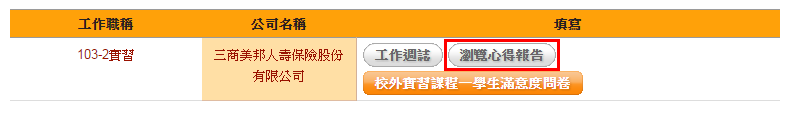 工作職稱 公司名稱 填寫
103-2實習 三商美邦人壽保險股份有限公司 工作週誌 瀏覽心得報告
校外實習課程－學生滿意度問卷